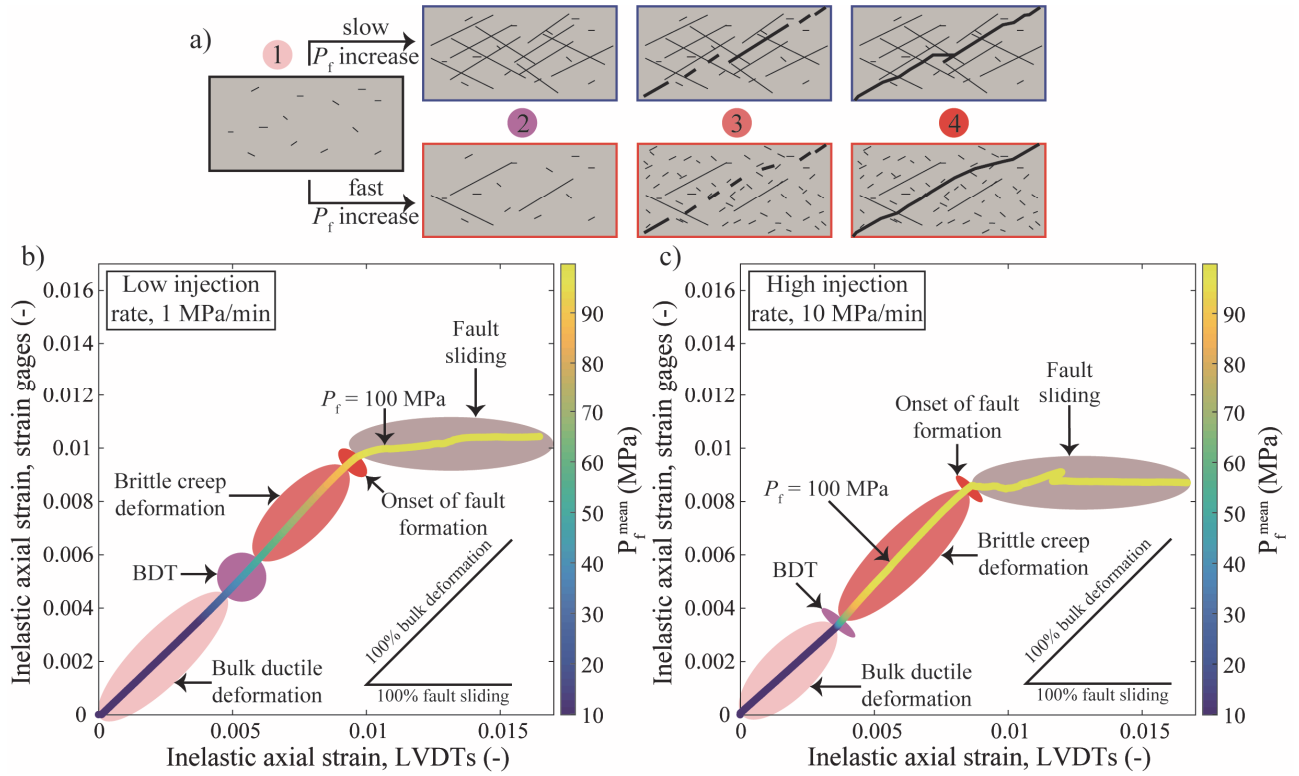 a)
1
slow
P_f increase
fast
P_f increase
2
3
4
b)
Low injection
rate, 1 MPa/min
0.016
0.014
0.012
0.01
0.008
0.006
0.004
0.002
0
0
0.005
0.01
0.015
Inelastic axial strain, strain gages (-)
Inelastic axial strain, LVDTs (-)
Fault
sliding
P_f = 100 MPa
Brittle creep
deformation
Onset of fault
formation
BDT
Bulk ductile
deformation
100% bulk deformation
100% fault sliding
90
80
70
60
50
40
30
20
10
P_f^mean (MPa)
c)
High injection
rate, 10 MPa/min
0.016
0.014
0.012
0.01
0.008
0.006
0.004
0.002
0
0
0.005
0.01
0.015
Inelastic axial strain, strain gages (-)
Inelastic axial strain, LVDTs (-)
Fault
sliding
Onset of fault
formation
P_f = 100 MPa
Brittle creep
deformation
BDT
Bulk ductile
deformation
100% bulk deformation
100% fault sliding
90
80
70
60
50
40
30
20
10
P_f^mean (MPa)